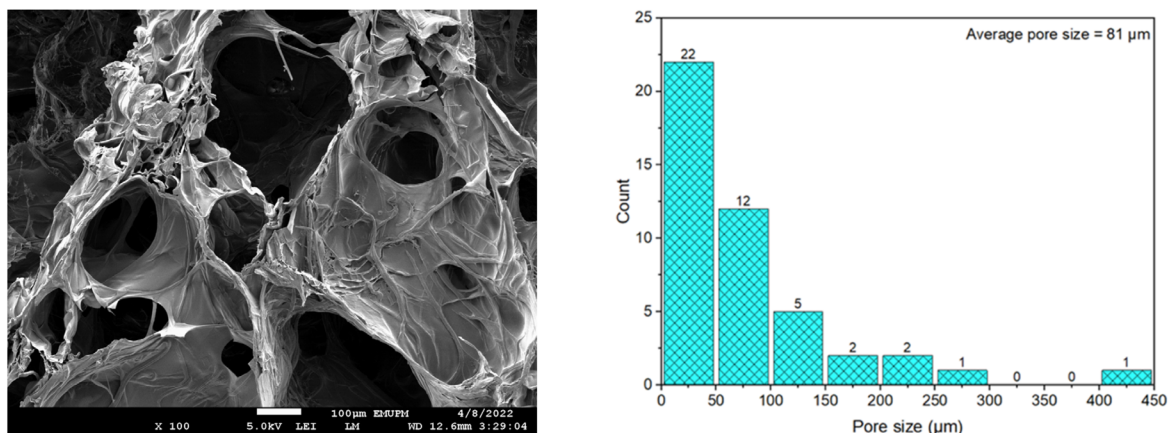 100μm EMUPM 4/8/2022
X 100 5.0kV LEI LM WD 12.6mm 3:29:04
Average pore size = 81 μm
25
20
15
10
5
0
Count
22
12
5
2
2
1
0
0
1
0 50 100 150 200 250 300 350 400 450
Pore size (μm)